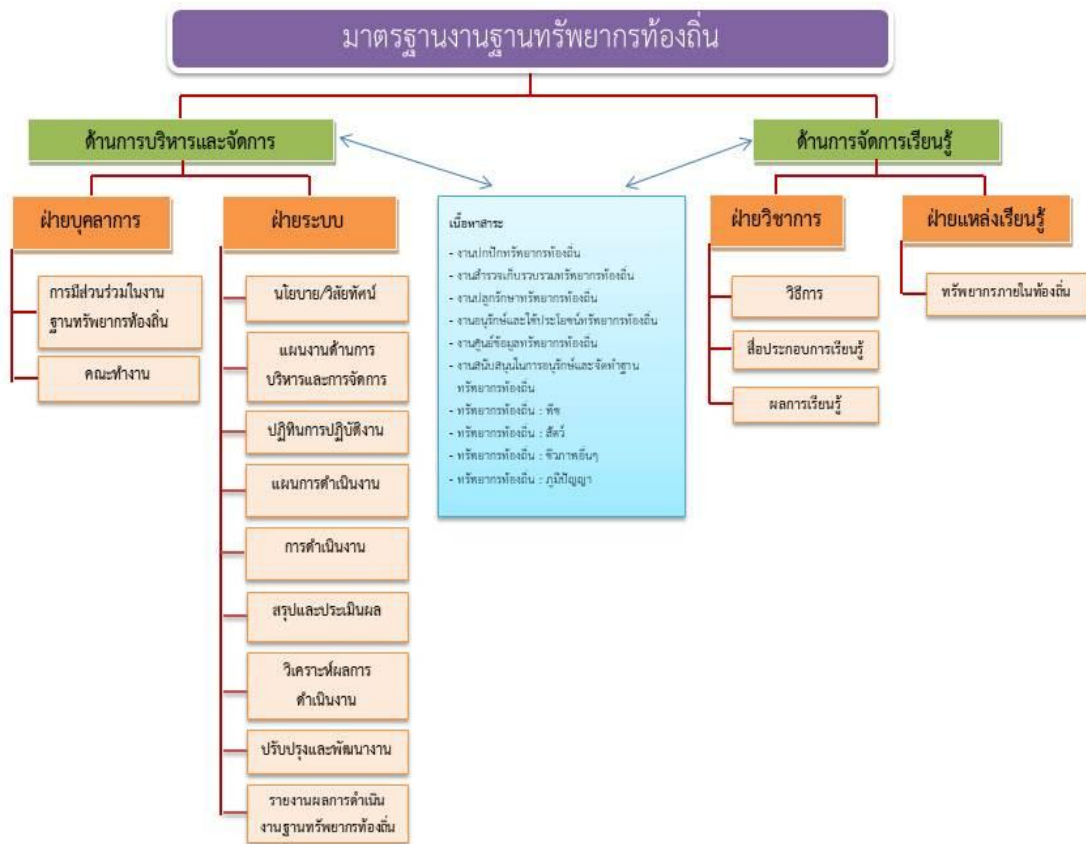 มาตรฐานงานฐานทรัพยากรท้องถิ่น
ด้านการบริหารและจัดการ
ด้านการจัดการเรียนรู้
ฝ่ายบุคลาการ
ฝ่ายระบบ
ฝ่ายวิชาการ
ฝ่ายแหล่งเรียนรู้
การมีส่วนร่วมในงาน
ฐานทรัพยากรท้องถิ่น
คณะทำงาน
นโยบาย/วิสัยทัศน์
แผนงานด้านการ
บริหารและการจัดการ
ปฏิทินการปฏิบัติงาน
แผนการดำเนินงาน
การดำเนินงาน
สรุปและประเมินผล
วิเคราะห์ผลการ
ดำเนินงาน
ปรับปรุงและพัฒนางาน
รายงานผลการดำเนิน
งานฐานทรัพยากรท้องถิ่น
เนื้อหาสาระ
- งานปกปักทรัพยากรท้องถิ่น
- งานสำรวจเก็บรวบรวมทรัพยากรท้องถิ่น
- งานปลูกรักษาทรัพยากรท้องถิ่น
- งานอนุรักษ์และใช้ประโยชน์ทรัพยากรท้องถิ่น
- งานศูนย์ข้อมูลทรัพยากรท้องถิ่น
- งานสนับสนุนในการอนุรักษ์และจัดทำฐาน
ทรัพยากรท้องถิ่น
- ทรัพยากรท้องถิ่น : พืช
- ทรัพยากรท้องถิ่น : สัตว์
- ทรัพยากรท้องถิ่น : ชีวภาพอื่นๆ
- ทรัพยากรท้องถิ่น : ภูมิปัญญา
วิธีการ
สื่อประกอบการเรียนรู้
ผลการเรียนรู้
ทรัพยากรภายในท้องถิ่น